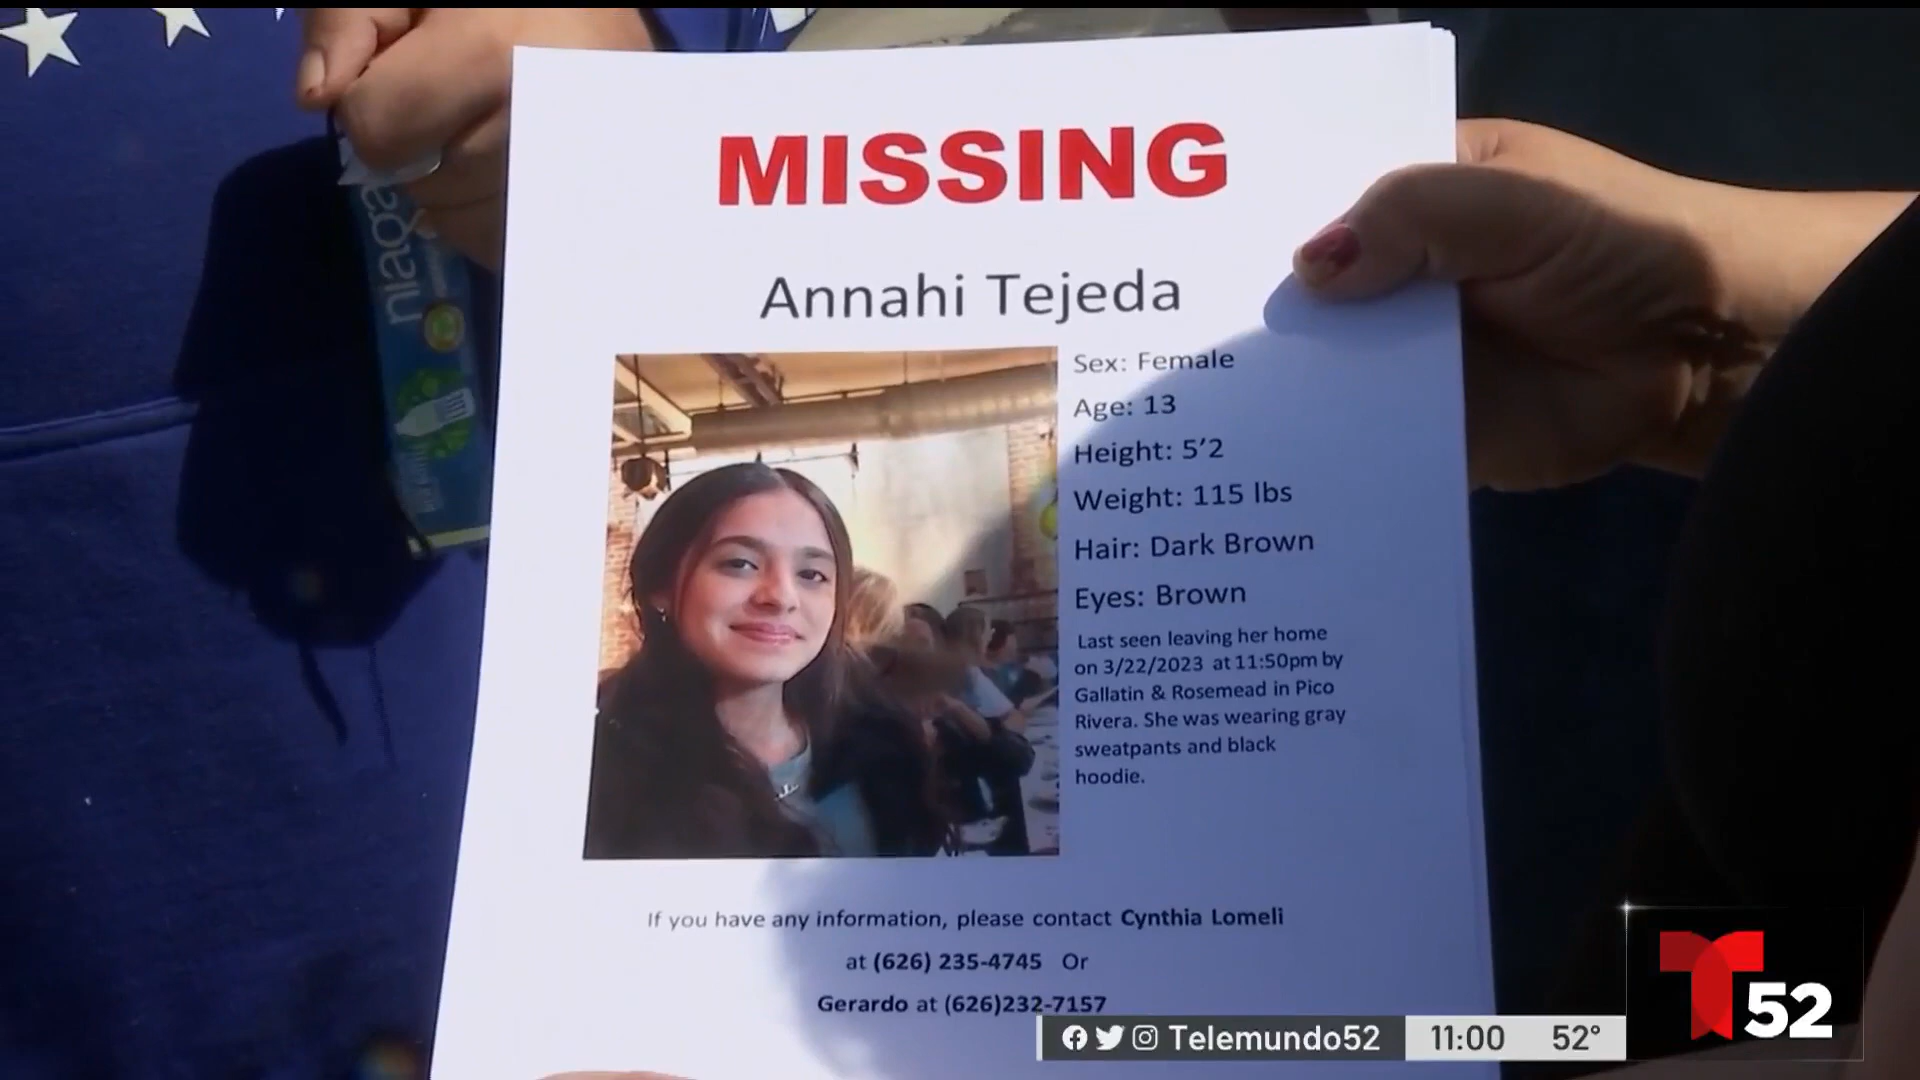 MISSING
Annahi Tejeda
Sex: Female
Age: 13
Height: 5'2
Weight: 115 lbs
Hair: Dark Brown
Eyes: Brown
Last seen leaving her home
on 3/22/2023 at 11:50pm by
Gallatin & Rosemead in Pico
Rivera. She was wearing gray
sweatpants and black
hoodie.
If you have any information, please contact Cynthia Lomeli
at (626) 235-4745 Or
Gerardo at (626)232-7157
niaga
Telemundo52
11:00
52°
52